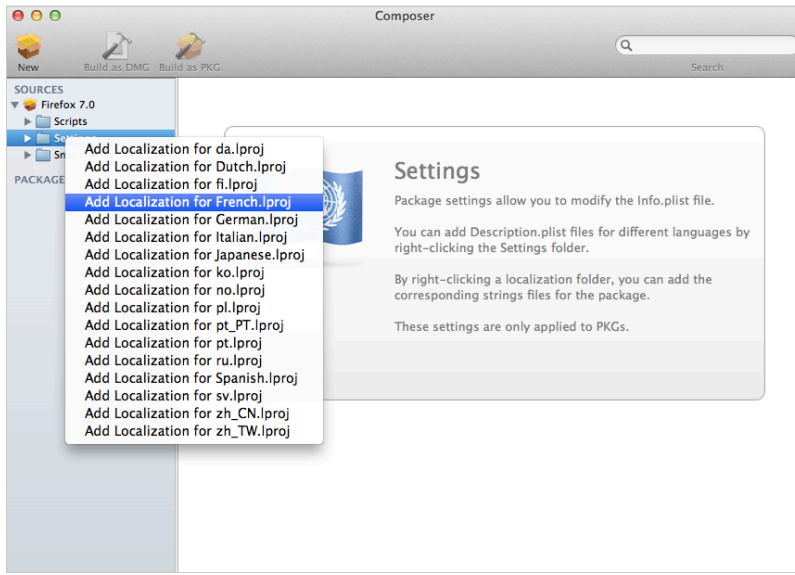 Composer
New
Build as DMG
Build as PKG
Search
SOURCES
Firefox 7.0
Scripts
Settings
PACKAGE
Add Localization for da.lproj
Add Localization for Dutch.lproj
Add Localization for fi.lproj
Add Localization for French.lproj
Add Localization for German.lproj
Add Localization for Italian.lproj
Add Localization for Japanese.lproj
Add Localization for ko.lproj
Add Localization for no.lproj
Add Localization for pl.lproj
Add Localization for pt_PT.lproj
Add Localization for pt.lproj
Add Localization for ru.lproj
Add Localization for Spanish.lproj
Add Localization for sv.lproj
Add Localization for zh_CN.lproj
Add Localization for zh_TW.lproj
Settings
Package settings allow you to modify the Info.plist file.
You can add Description.plist files for different languages by
right-clicking the Settings folder.
By right-clicking a localization folder, you can add the
corresponding strings files for the package.
These settings are only applied to PKGs.